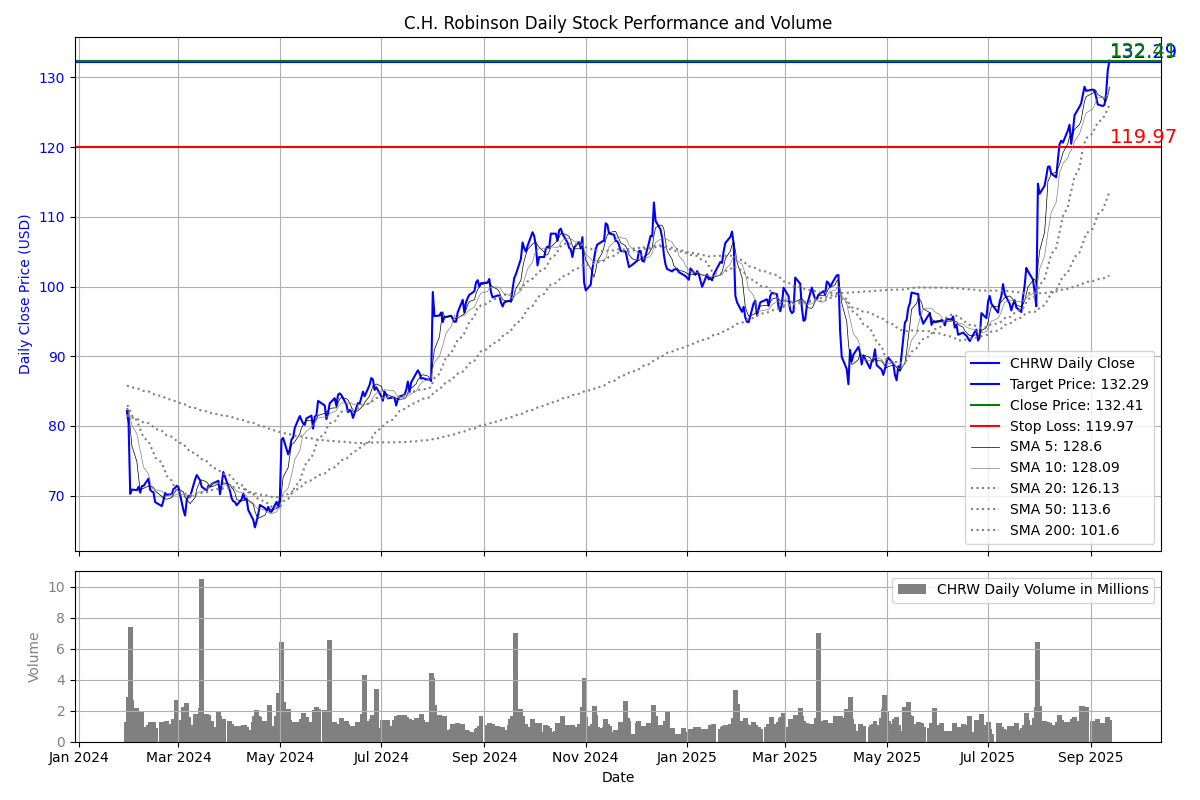 C.H. Robinson Daily Stock Performance and Volume
132.29
132.41
130
120
110
100
90
80
70
Daily Close Price (USD)
119.97
CHRW Daily Close
Target Price: 132.29
Close Price: 132.41
Stop Loss: 119.97
SMA 5: 128.6
SMA 10: 128.09
SMA 20: 126.13
SMA 50: 113.6
SMA 200: 101.6
10
8
6
4
2
0
Volume
CHRW Daily Volume in Millions
Jan 2024 Mar 2024 May 2024 Jul 2024 Sep 2024 Nov 2024 Jan 2025 Mar 2025 May 2025 Jul 2025 Sep 2025
Date